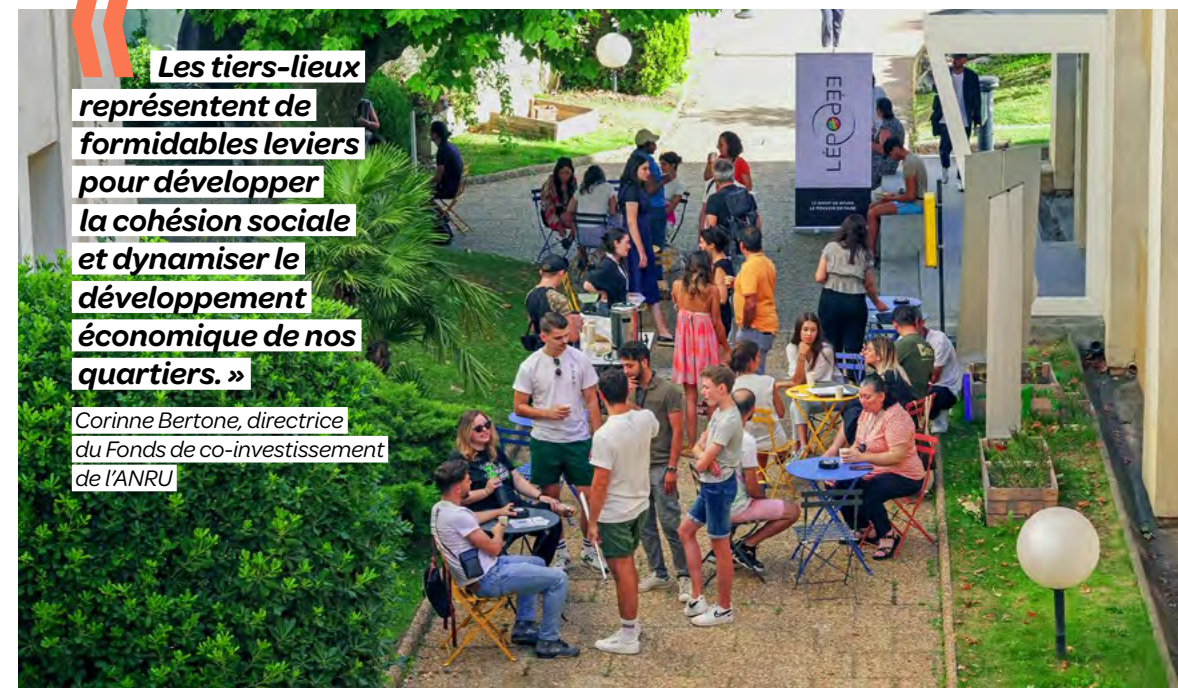 «
Les tiers-lieux
représentent de
formidables leviers
pour développer
la cohésion sociale
et dynamiser le
développement
économique de nos
quartiers. »
Corinne Bertone, directrice
du Fonds de co-investissement
de l’ANRU
LÉPOPÉE